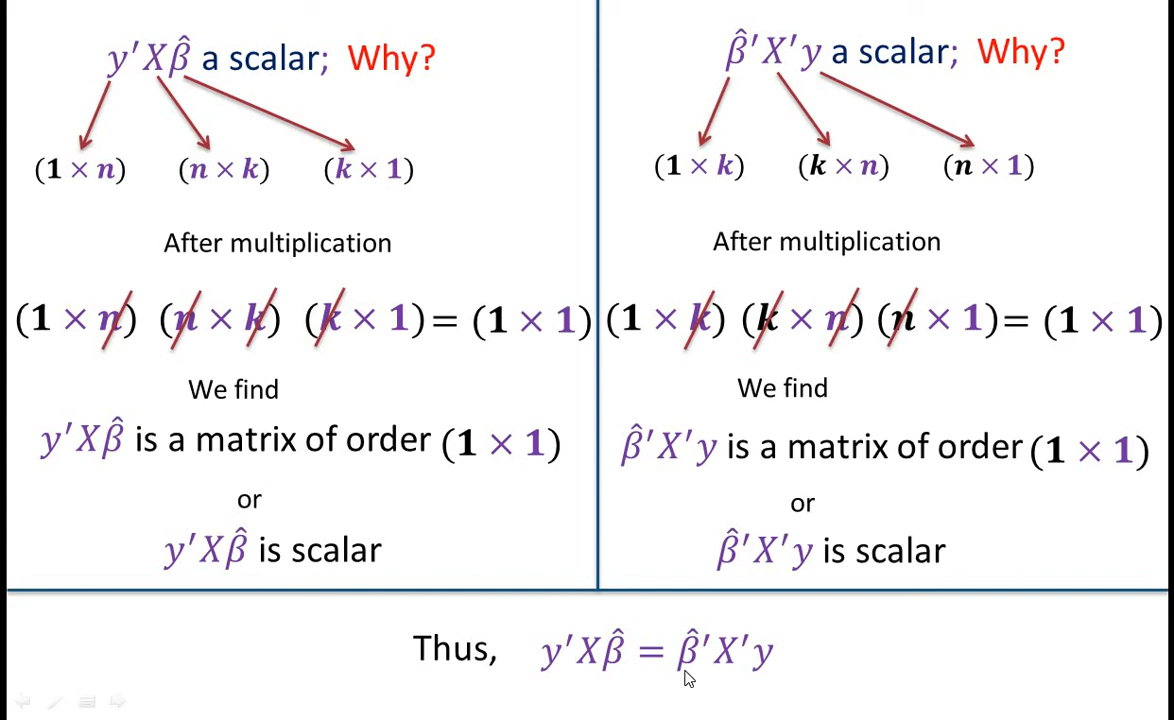 y′Xβ̂ a scalar; Why?
(1 × n) (n × k) (k × 1)
After multiplication
(1 × n) (n × k) (k × 1) = (1 × 1)
We find
y′Xβ̂ is a matrix of order (1 × 1)
or
y′Xβ̂ is scalar
β̂′X′y a scalar; Why?
(1 × k) (k × n) (n × 1)
After multiplication
(1 × k) (k × n) (n × 1) = (1 × 1)
We find
β̂′X′y is a matrix of order (1 × 1)
or
β̂′X′y is scalar
Thus, y′Xβ̂ = β̂′X′y